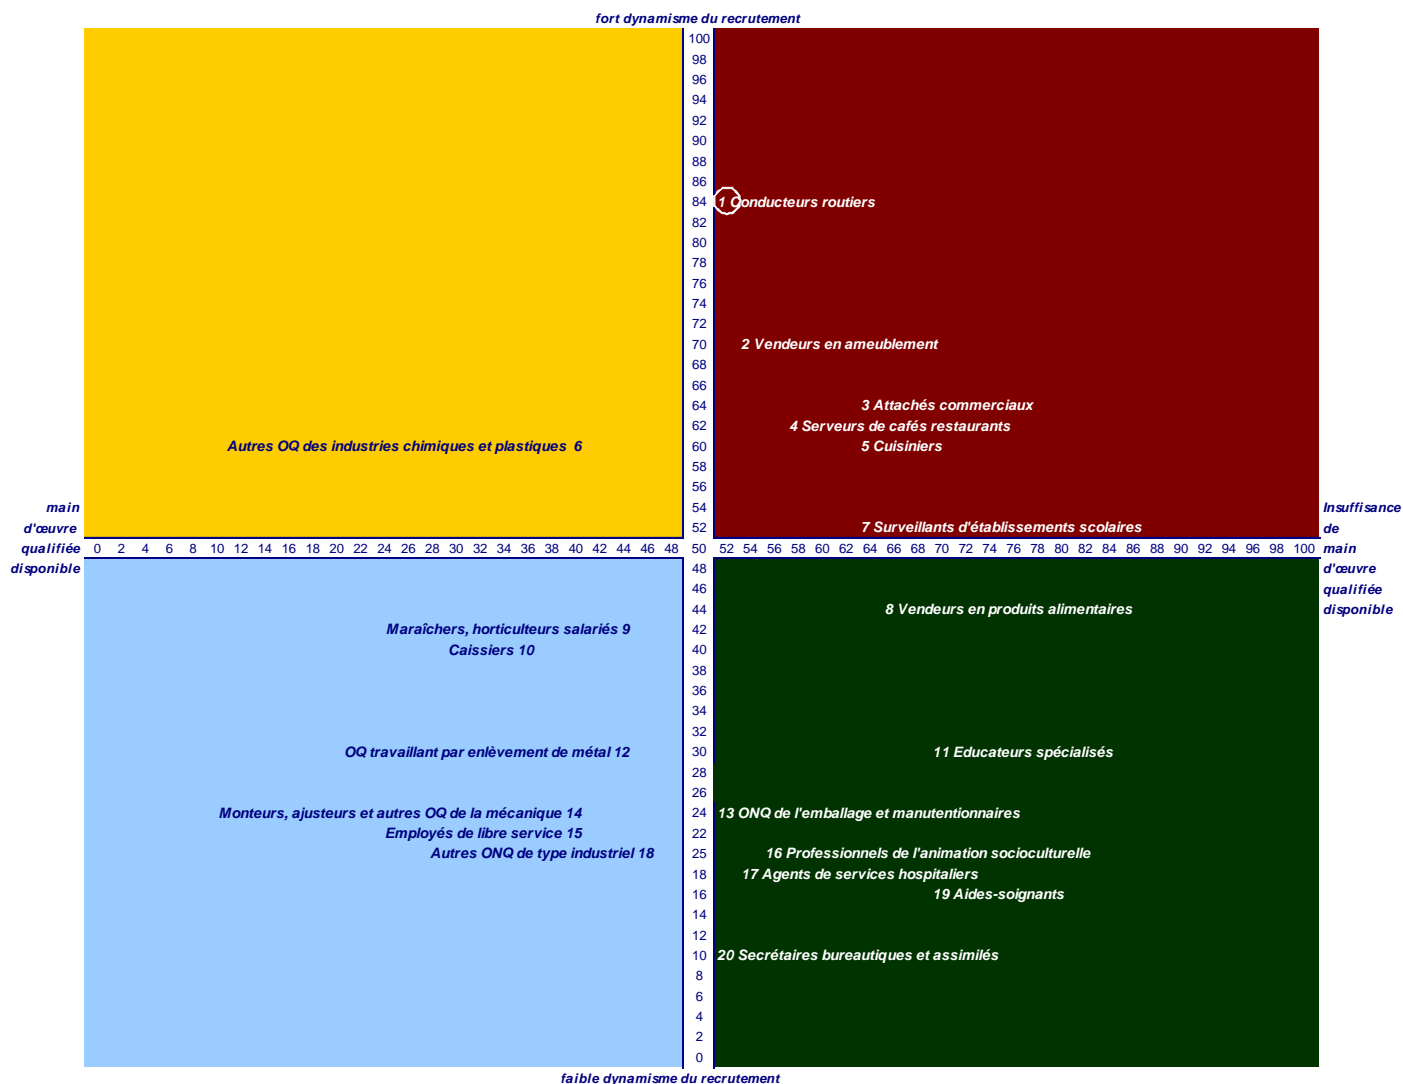 fort dynamisme du recrutement
100
98
96
94
92
90
88
86
84 1 Conducteurs routiers
82
80
78
76
74
72
70 2 Vendeurs en ameublement
68
66
64 3 Attachés commerciaux
62 4 Serveurs de cafés restaurants
Autres OQ des industries chimiques et plastiques 6 60 5 Cuisiniers
58
56
main 54 Insuffisance
d'œuvre 52 7 Surveillants d'établissements scolaires de
qualifiée 0 2 4 6 8 10 12 14 16 18 20 22 24 26 28 30 32 34 36 38 40 42 44 46 48 50 52 54 56 58 60 62 64 66 68 70 72 74 76 78 80 82 84 86 88 90 92 94 96 98 100 main
disponible 48 d'œuvre
46 qualifiée
44 8 Vendeurs en produits alimentaires disponible
Maraîchers, horticulteurs salariés 9 42
Caissiers 10 40
38
36
34
32
OQ travaillant par enlèvement de métal 12 30 11 Educateurs spécialisés
28
26
Monteurs, ajusteurs et autres OQ de la mécanique 14 24 13 ONQ de l'emballage et manutentionnaires
Employés de libre service 15 22
Autres ONQ de type industriel 18 25 16 Professionnels de l'animation socioculturelle
18 17 Agents de services hospitaliers
16 19 Aides-soignants
14
12
10 20 Secrétaires bureautiques et assimilés
8
6
4
2
0
faible dynamisme du recrutement